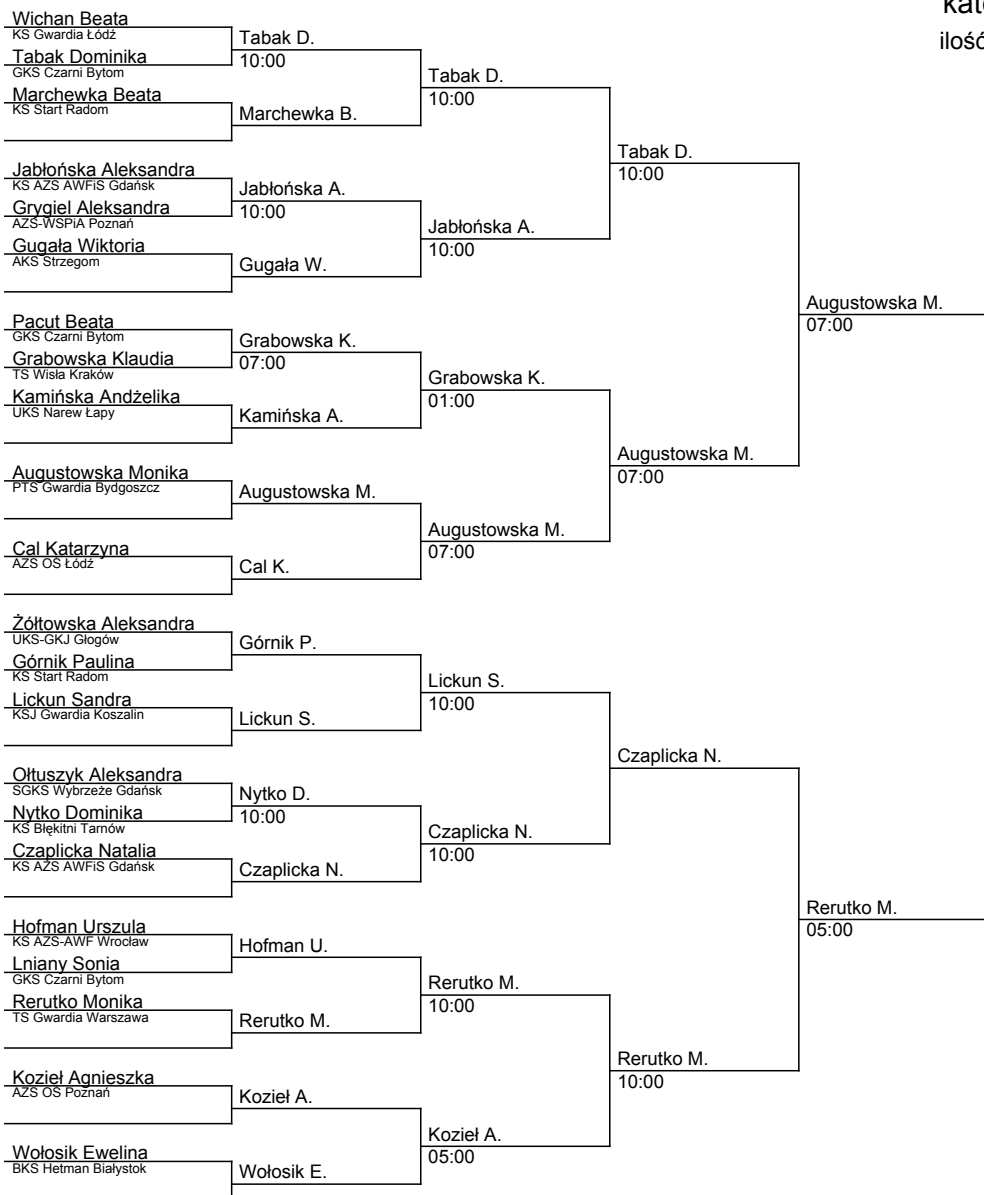 Wichan Beata
KS Gwardia Łódź
Tabak Dominika
GKS Czarni Bytom
Marchewka Beata
KS Start Radom
Jabłońska Aleksandra
KS AZS AWFiS Gdańsk
Grygiel Aleksandra
AZS-WSPiA Poznań
Gugała Wiktoria
AKS Strzegom
Pacut Beata
GKS Czarni Bytom
Grabowska Klaudia
TS Wisła Kraków
Kamińska Andżelika
UKS Narew Łapy
Augustowska Monika
PTS Gwardia Bydgoszcz
Cal Katarzyna
AZS OŚ Łódź
Żółtowska Aleksandra
UKS-GKJ Głogów
Górnik Paulina
KS Start Radom
Lickun Sandra
KSJ Gwardia Koszalin
Ołtuszyk Aleksandra
SGKS Wybrzeże Gdańsk
Nytko Dominika
KS Błękitni Tarnów
Czaplicka Natalia
KS AZS AWFiS Gdańsk
Hofman Urszula
KS AZS-AWF Wrocław
Lniany Sonia
GKS Czarni Bytom
Rerutko Monika
TS Gwardia Warszawa
Kozieł Agnieszka
AZS OŚ Poznań
Wołosik Ewelina
BKS Hetman Białystok
Tabak D.
10:00
Marchewka B.
Jabłońska A.
10:00
Gugała W.
Grabowska K.
07:00
Kamińska A.
Augustowska M.
Cal K.
Górnik P.
Lickun S.
Nytko D.
10:00
Czaplicka N.
Hofman U.
Rerutko M.
Kozieł A.
Wołosik E.
Tabak D.
10:00
Jabłońska A.
10:00
Grabowska K.
01:00
Augustowska M.
07:00
Lickun S.
10:00
Czaplicka N.
10:00
Rerutko M.
10:00
Kozieł A.
05:00
Tabak D.
10:00
Augustowska M.
07:00
Czaplicka N.
Rerutko M.
10:00
Augustowska M.
07:00
Rerutko M.
05:00
ilość